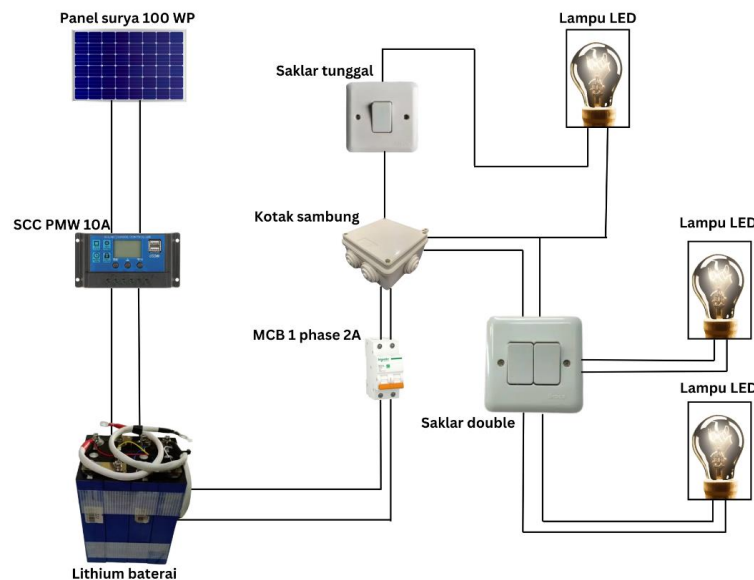 Panel surya 100 WP
Lampu LED
Saklar tunggal
SCC PMW 10A
Kotak sambung
Lampu LED
MCB 1 phase 2A
Lampu LED
Saklar double
Lithium baterai